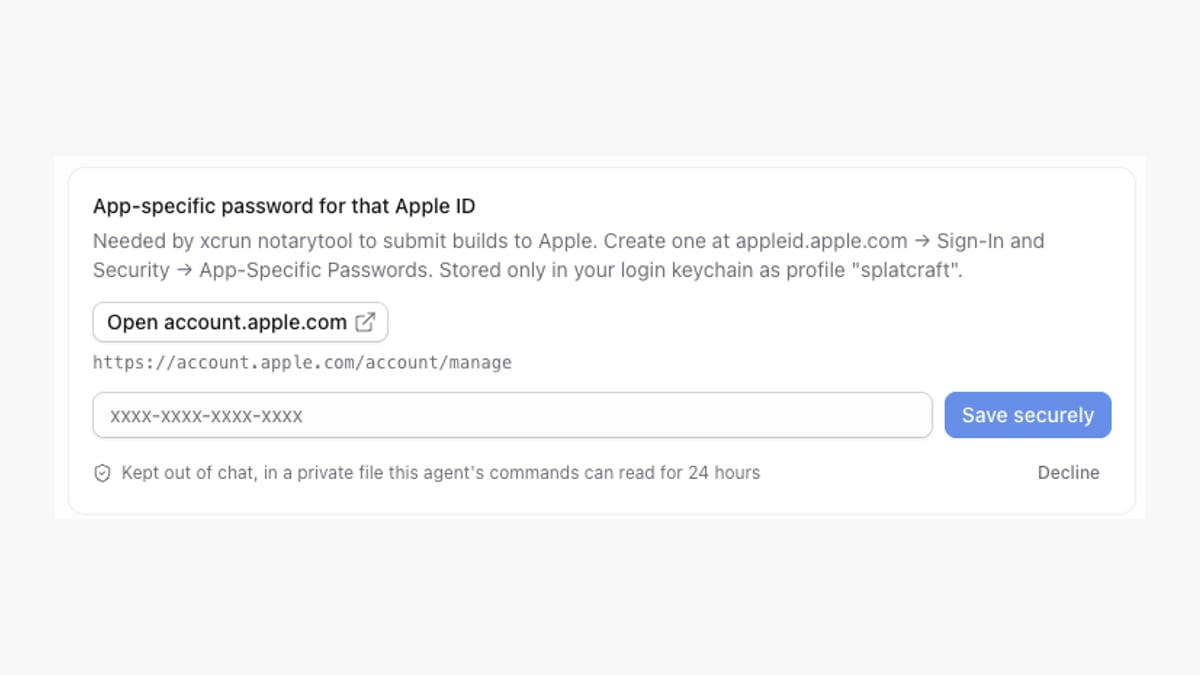 App-specific password for that Apple ID
Needed by xcrun notarytool to submit builds to Apple. Create one at appleid.apple.com → Sign-In and
Security → App-Specific Passwords. Stored only in your login keychain as profile "splatcraft".
Open account.apple.com
https://account.apple.com/account/manage
xxxx-xxxx-xxxx-xxxx
Save securely
Kept out of chat, in a private file this agent's commands can read for 24 hours
Decline